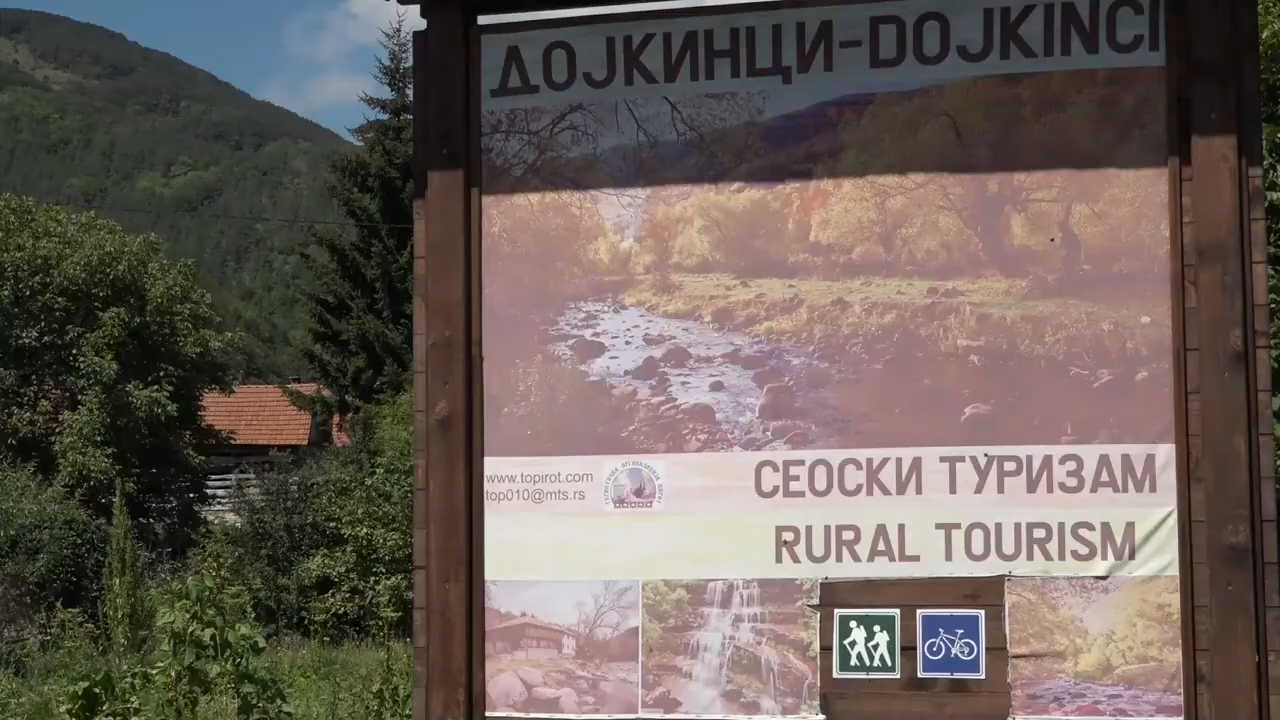 ДОЈКИНЦИ-DOJKINCI
www.topirot.com
top010@mts.rs
СЕОСКИ ТУРИЗАМ
RURAL TOURISM